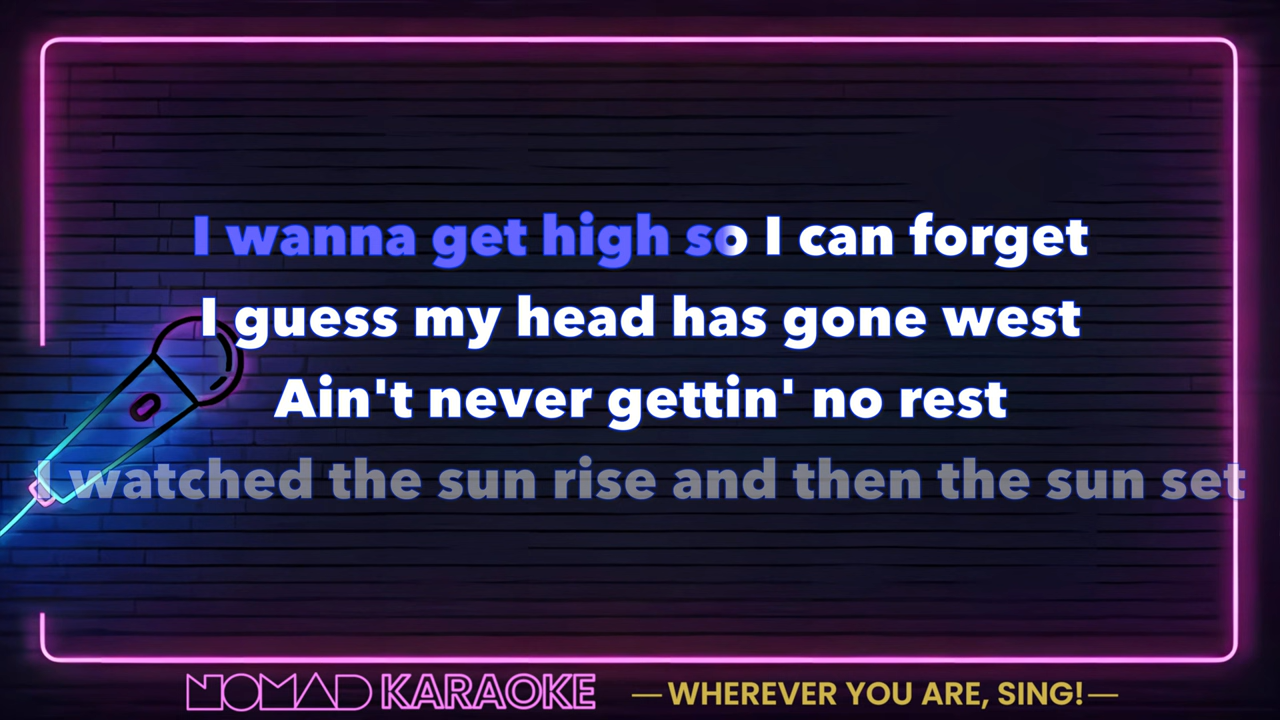 I wanna get high so I can forget
I guess my head has gone west
Ain't never gettin' no rest
I watched the sun rise and then the sun set
NOMAD KARAOKE —WHEREVER YOU ARE, SING!—